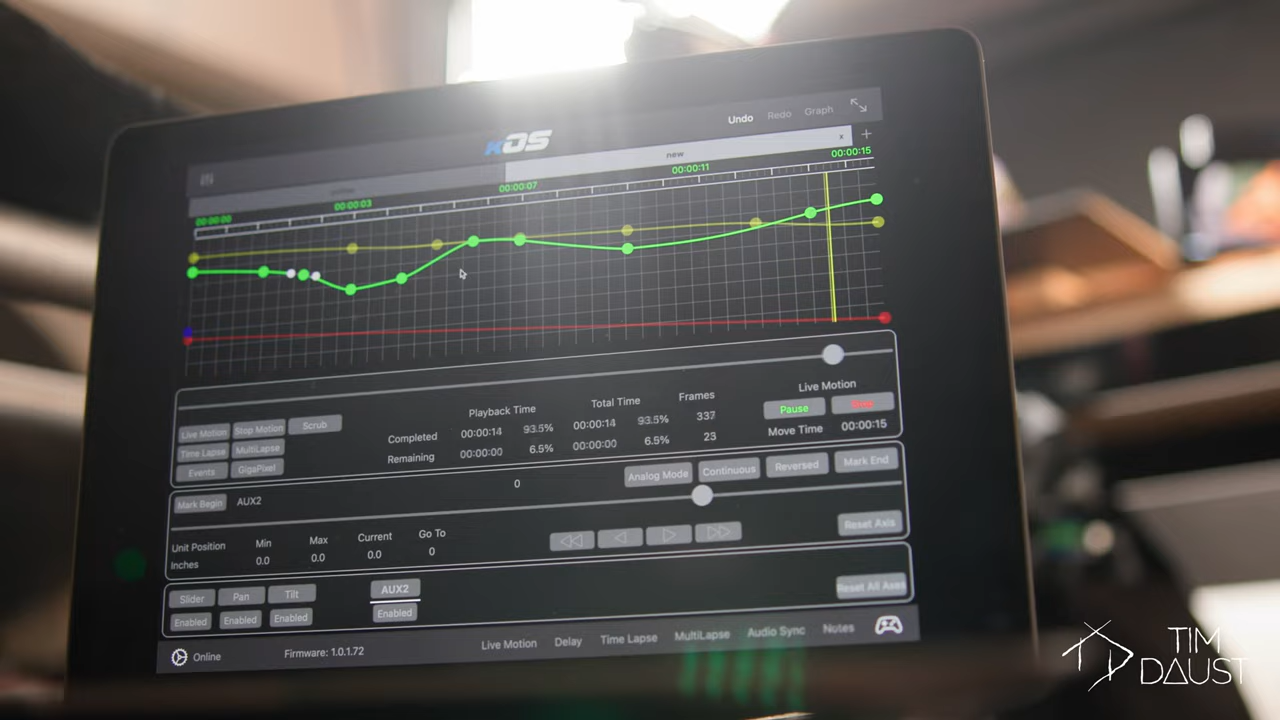 Undo Redo Graph
KOS
new x +
00:00:00 00:00:03 00:00:07 00:00:11 00:00:15
Live Motion Stop Motion Scrub
Time Lapse MultiLapse
Events GigaPixel
Playback Time Total Time Frames
Completed 00:00:14 93.5% 00:00:14 93.5% 337
Remaining 00:00:00 6.5% 00:00:00 6.5% 23
Live Motion
Pause Stop
Move Time 00:00:15
Mark Begin AUX2 0 Analog Mode Continuous Reversed Mark End
Unit Position Min Max Current Go To
Inches 0.0 0.0 0.0 0
Reset Axis
Slider Pan Tilt AUX2
Enabled Enabled Enabled Enabled
Reset All Axes
Online Firmware: 1.0.1.72 Live Motion Delay Time Lapse MultiLapse Audio Sync Notes
TIM
DAUST